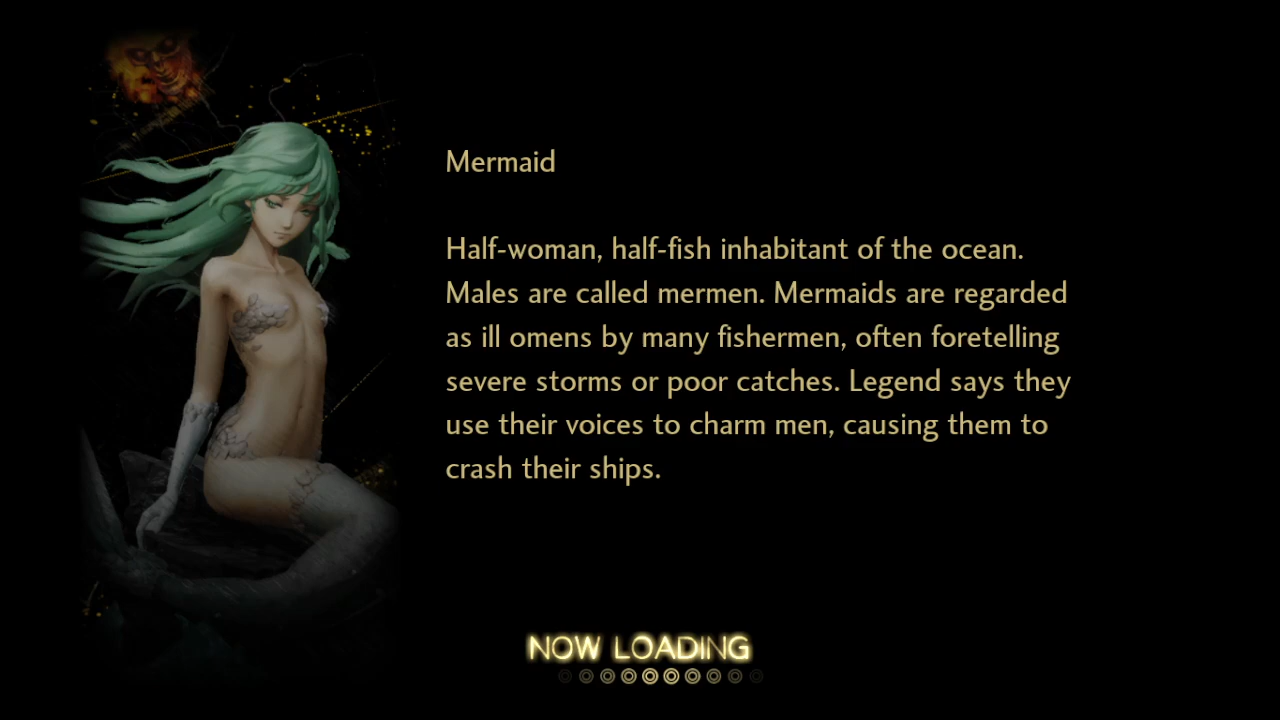 Mermaid
Half-woman, half-fish inhabitant of the ocean.
Males are called mermen. Mermaids are regarded
as ill omens by many fishermen, often foretelling
severe storms or poor catches. Legend says they
use their voices to charm men, causing them to
crash their ships.
NOW LOADING